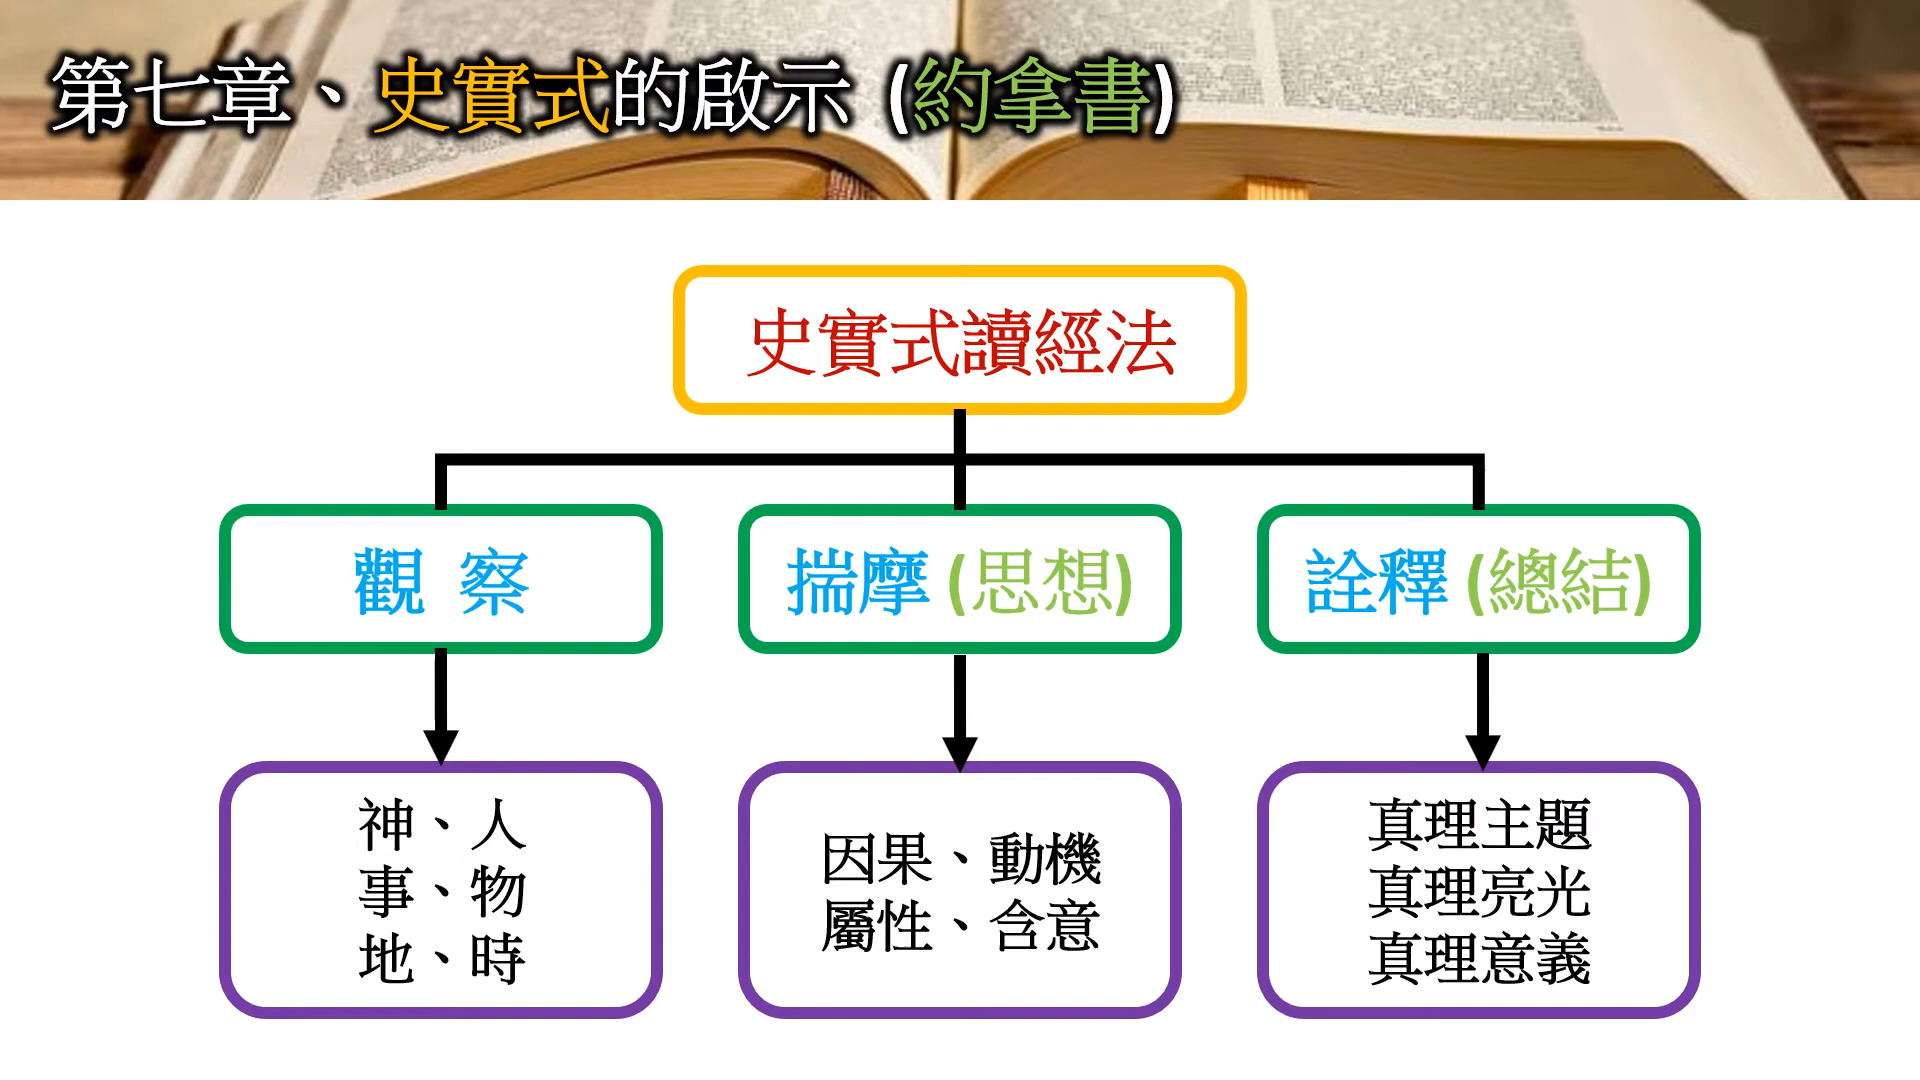 第七章、史實式的啟示 (約拿書)
史實式讀經法
觀 察
揣摩 (思想)
詮釋 (總結)
神、人
事、物
地、時
因果、動機
屬性、含意
真理主題
真理亮光
真理意義